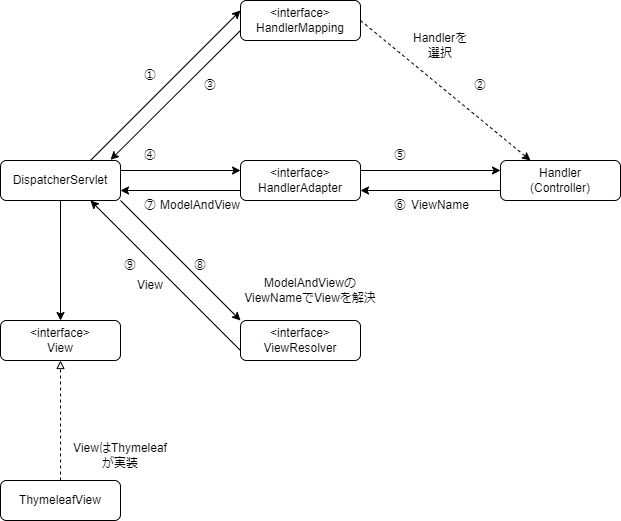 <interface>
HandlerMapping
Handlerを
選択
①
③
②
DispatcherServlet
④
<interface>
HandlerAdapter
⑤
Handler
(Controller)
⑦ ModelAndView
⑥ ViewName
⑨
View
⑧
ModelAndViewの
ViewNameでViewを解決
<interface>
View
<interface>
ViewResolver
ViewはThymeleaf
が実装
ThymeleafView